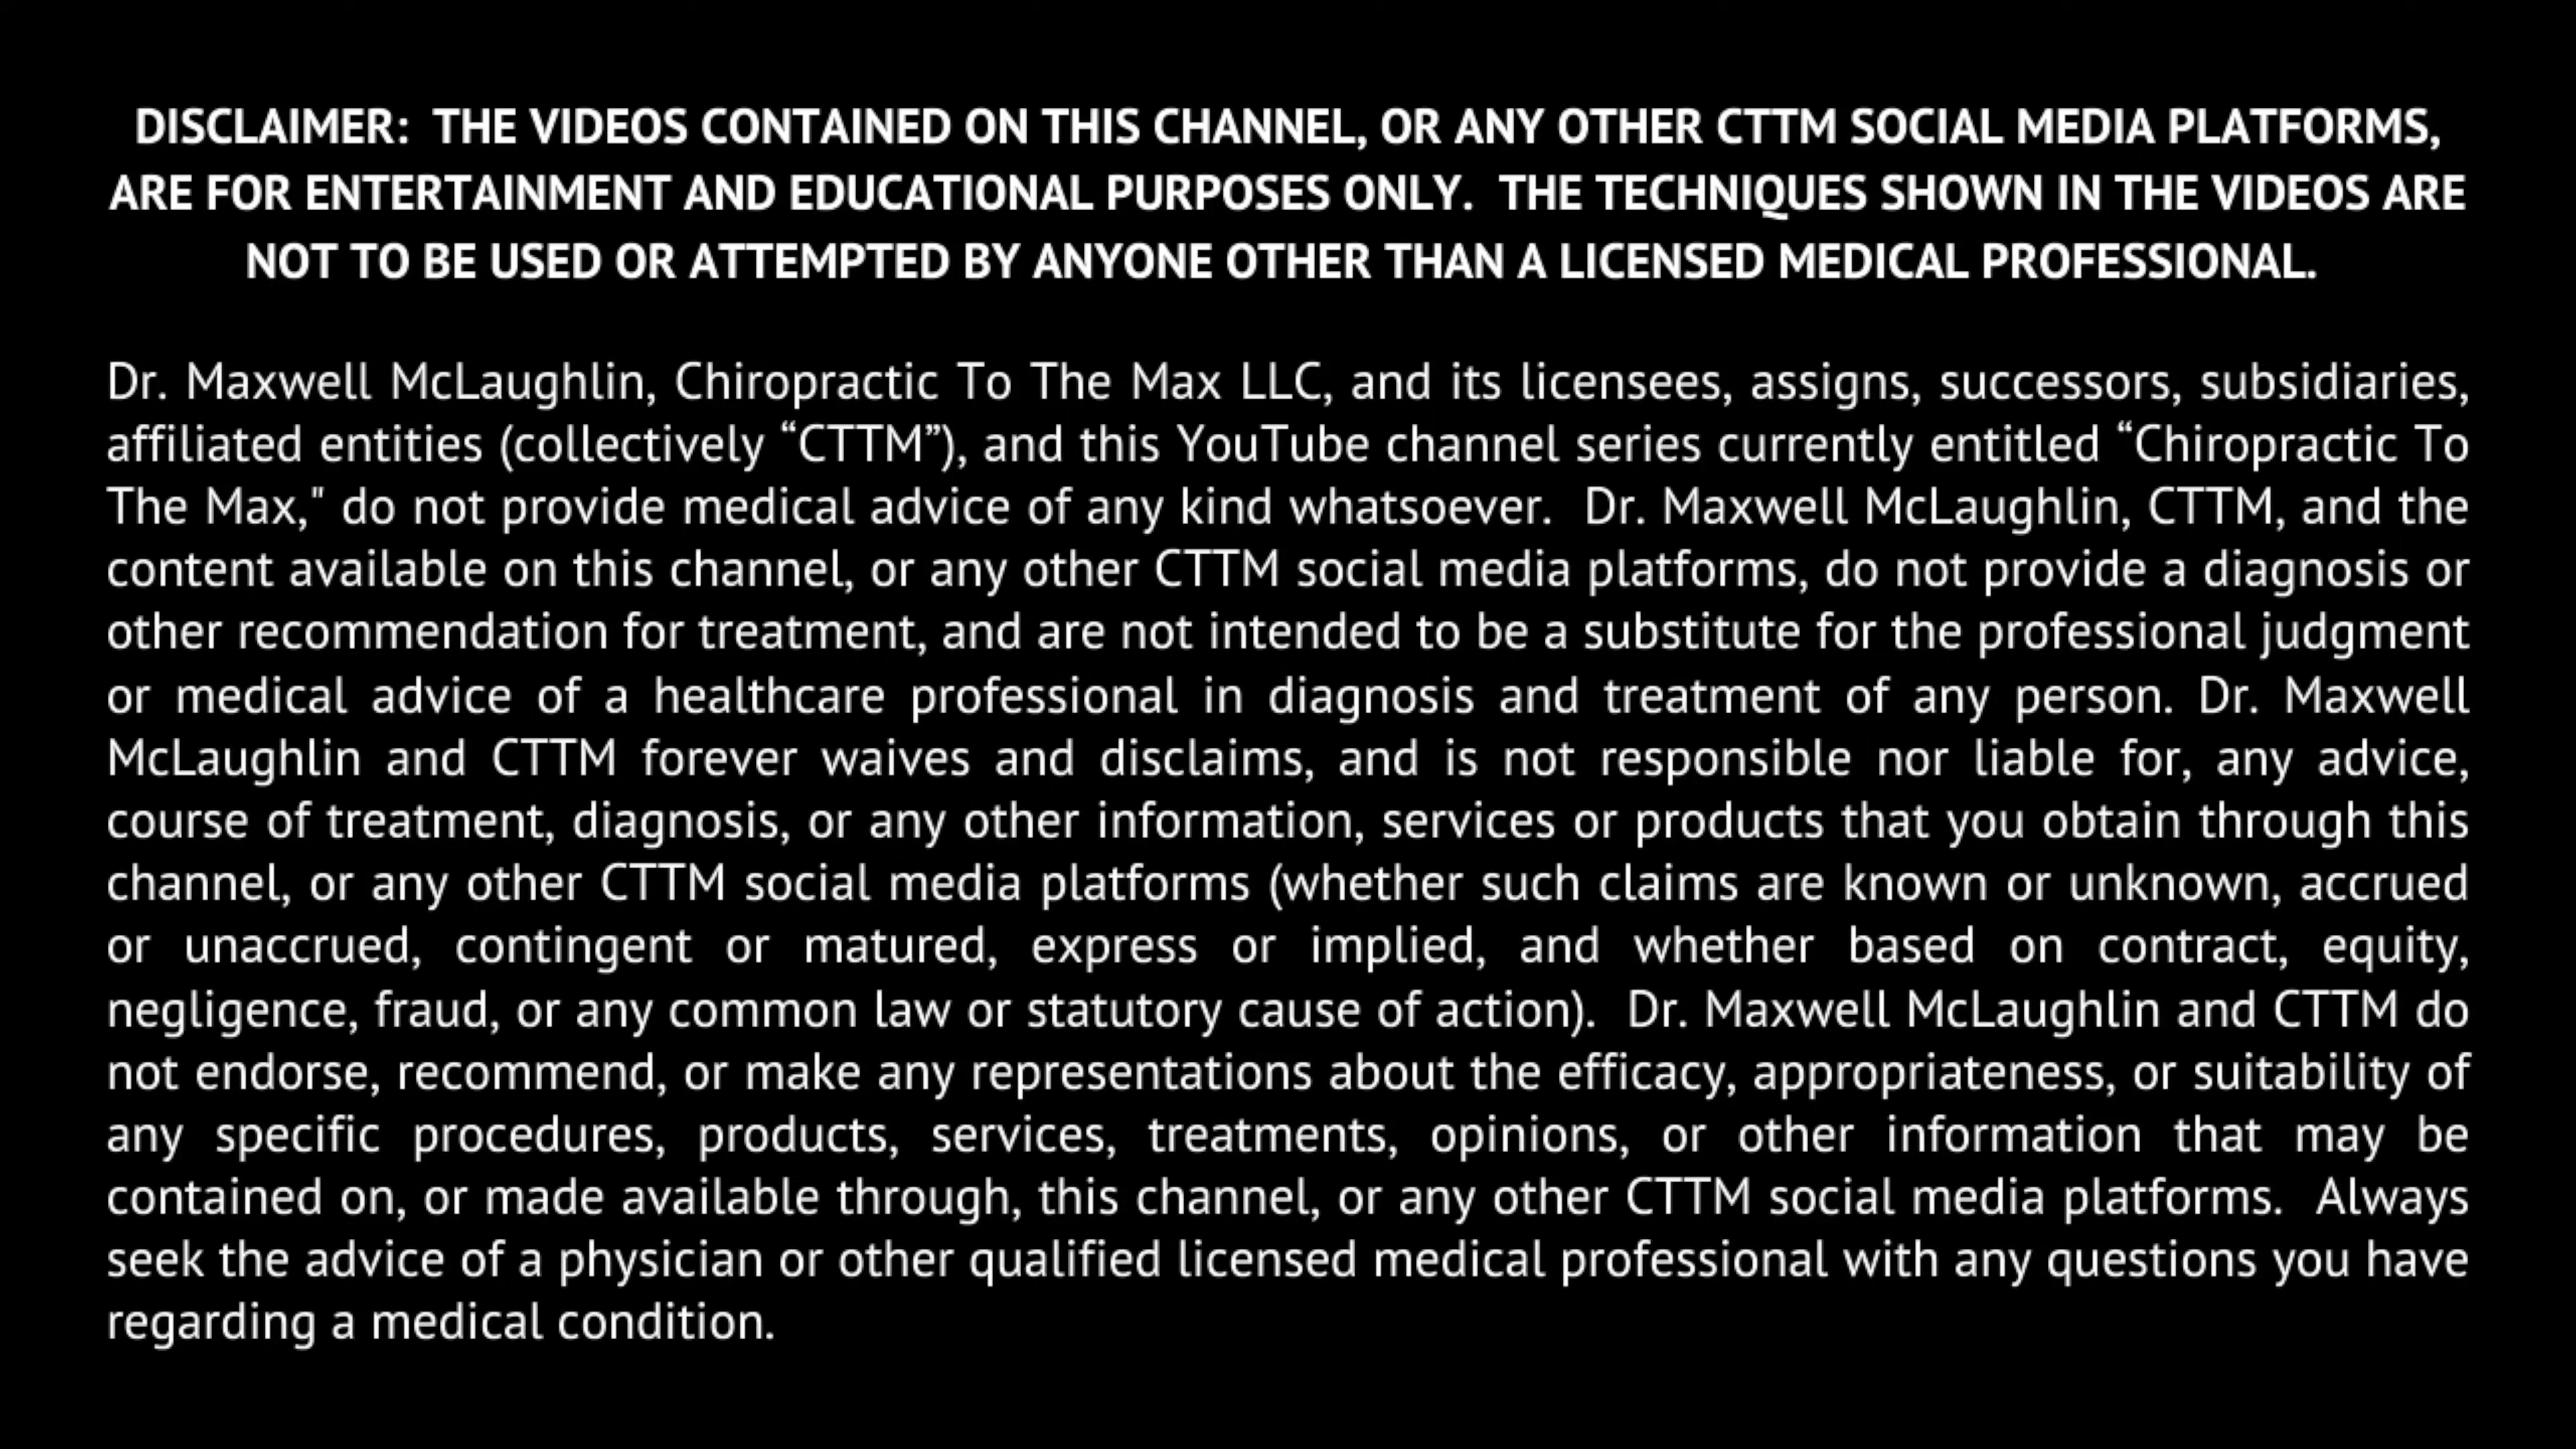 DISCLAIMER:  THE VIDEOS CONTAINED ON THIS CHANNEL, OR ANY OTHER CTTM SOCIAL MEDIA PLATFORMS,
ARE FOR ENTERTAINMENT AND EDUCATIONAL PURPOSES ONLY.  THE TECHNIQUES SHOWN IN THE VIDEOS ARE
NOT TO BE USED OR ATTEMPTED BY ANYONE OTHER THAN A LICENSED MEDICAL PROFESSIONAL.
Dr. Maxwell McLaughlin, Chiropractic To The Max LLC, and its licensees, assigns, successors, subsidiaries,
affiliated entities (collectively “CTTM”), and this YouTube channel series currently entitled “Chiropractic To
The Max," do not provide medical advice of any kind whatsoever.  Dr. Maxwell McLaughlin, CTTM, and the
content available on this channel, or any other CTTM social media platforms, do not provide a diagnosis or
other recommendation for treatment, and are not intended to be a substitute for the professional judgment
or medical advice of a healthcare professional in diagnosis and treatment of any person. Dr. Maxwell
McLaughlin and CTTM forever waives and disclaims, and is not responsible nor liable for, any advice,
course of treatment, diagnosis, or any other information, services or products that you obtain through this
channel, or any other CTTM social media platforms (whether such claims are known or unknown, accrued
or unaccrued, contingent or matured, express or implied, and whether based on contract, equity,
negligence, fraud, or any common law or statutory cause of action).  Dr. Maxwell McLaughlin and CTTM do
not endorse, recommend, or make any representations about the efficacy, appropriateness, or suitability of
any specific procedures, products, services, treatments, opinions, or other information that may be
contained on, or made available through, this channel, or any other CTTM social media platforms.  Always
seek the advice of a physician or other qualified licensed medical professional with any questions you have
regarding a medical condition.